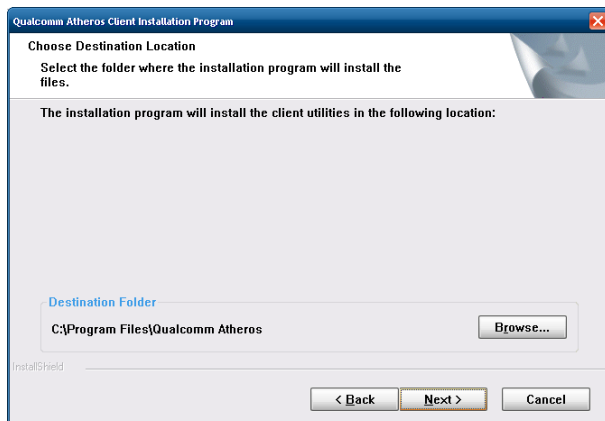 Qualcomm Atheros Client Installation Program
Choose Destination Location
Select the folder where the installation program will install the
files.
The installation program will install the client utilities in the following location:
Destination Folder
C:\Program Files\Qualcomm Atheros
Browse...
InstallShield
< Back
Next >
Cancel